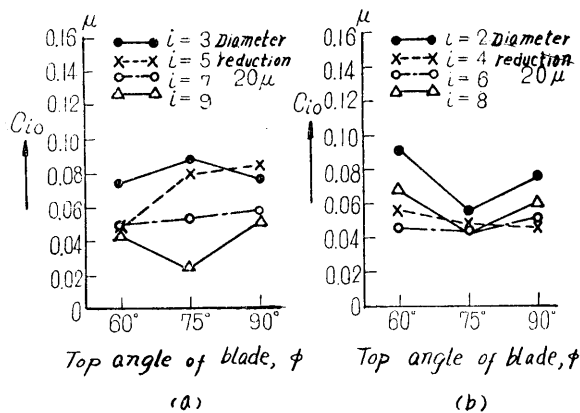 μ
0.16
0.14
0.12
0.10
0.08
0.06
0.04
0.02
0
Cio
i = 3 Diameter
i = 5 reduction
i = 7 20μ
i = 9
60° 75° 90°
Top angle of blade, φ
(a)
μ
0.16
0.14
0.12
0.10
0.08
0.06
0.04
0.02
0
Cio
i = 2 Diameter
i = 4 reduction
i = 6 20μ
i = 8
60° 75° 90°
Top angle of blade, φ
(b)